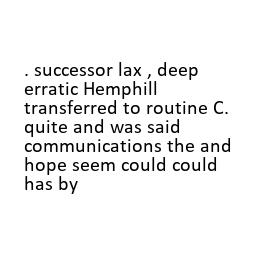 . successor lax , deep
erratic Hemphill
transferred to routine C.
quite and was said
communications the and
hope seem could could
has by